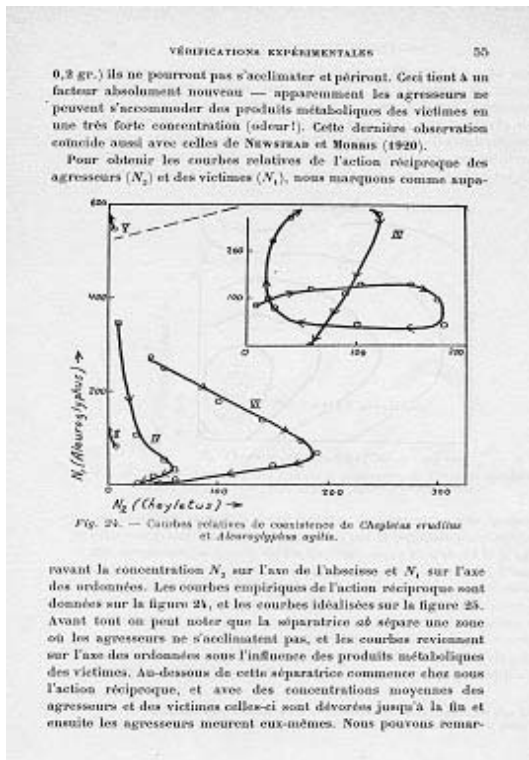 VÉRIFICATIONS EXPÉRIMENTALES 55
0,2 gr.) ils ne pourront pas s'acclimater et périront. Ceci tient à un
facteur absolument nouveau — apparemment les agresseurs ne
peuvent s'accommoder des produits métaboliques des victimes en
une très forte concentration (odeur!). Cette dernière observation
coïncide aussi avec celles de NEWSTEAD et MORRIS (1920).
Pour obtenir les courbes relatives de l'action réciproque des
agresseurs (N₂) et des victimes (N₁), nous marquons comme aupa-
600
V
III
260
100
0 100 200
400
200
VI
IV
I
0 100 200 300
N₁ (Aleuroglyphus) →
N₂ (Cheyletus) →
Fig. 24. — Courbes relatives de coexistence de Cheyletus eruditus
et Aleuroglyphus agilis.
ravant la concentration N₂ sur l'axe de l'abscisse et N₁ sur l'axe
des ordonnées. Les courbes empiriques de l'action réciproque sont
données sur la figure 24, et les courbes idéalisées sur la figure 25.
Avant tout on peut noter que la séparatrice ab sépare une zone
où les agresseurs ne s'acclimatent pas, et les courbes reviennent
sur l'axe des ordonnées sous l'influence des produits métaboliques
des victimes. Au-dessous de cette séparatrice commence chez nous
l'action réciproque, et avec des concentrations moyennes des
agresseurs et des victimes celles-ci sont dévorées jusqu'à la fin et
ensuite les agresseurs meurent eux-mêmes. Nous pouvons remar-